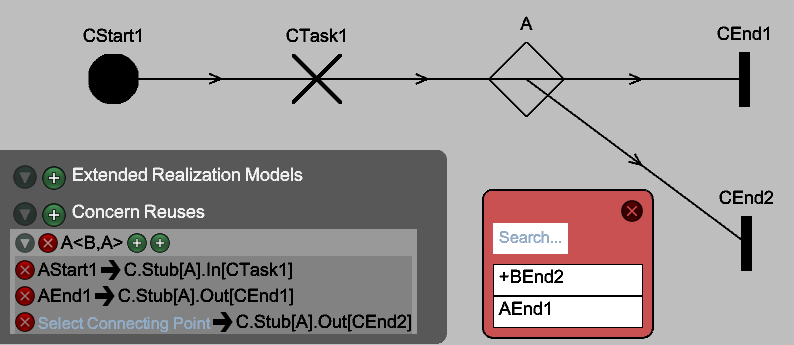 A
CStart1
CTask1
CEnd1
CEnd2
Extended Realization Models
Concern Reuses
A<B,A>
AStart1 → C.Stub[A].In[CTask1]
AEnd1 → C.Stub[A].Out[CEnd1]
Select Connecting Point → C.Stub[A].Out[CEnd2]
Search...
+BEnd2
AEnd1